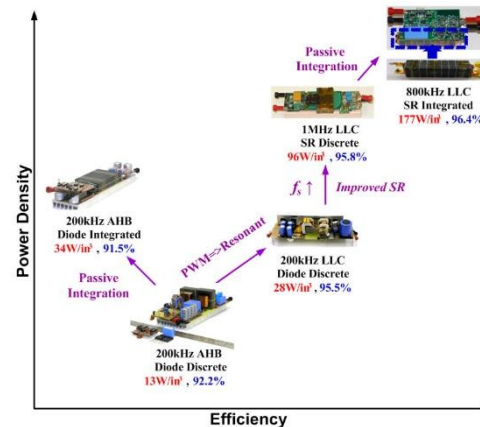 Power Density
Passive
Integration
800kHz LLC
SR Integrated
177W/in³, 96.4%
1MHz LLC
SR Discrete
96W/in³, 95.8%
fs ↑
Improved SR
200kHz AHB
Diode Integrated
34W/in³, 91.5%
PWM=>Resonant
Passive
Integration
200kHz LLC
Diode Discrete
28W/in³, 95.5%
200kHz AHB
Diode Discrete
13W/in³, 92.2%
Efficiency